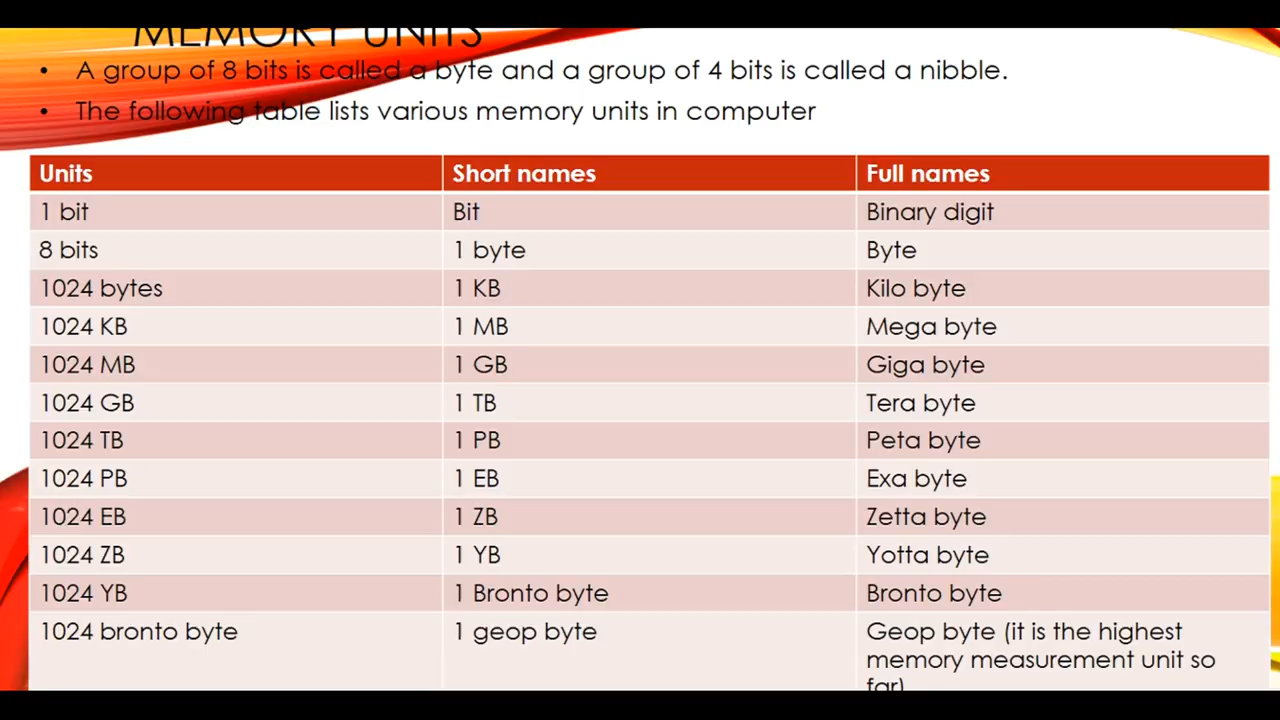 MEMORY UNITS
• A group of 8 bits is called a byte and a group of 4 bits is called a nibble.
• The following table lists various memory units in computer
Units Short names Full names
1 bit Bit Binary digit
8 bits 1 byte Byte
1024 bytes 1 KB Kilo byte
1024 KB 1 MB Mega byte
1024 MB 1 GB Giga byte
1024 GB 1 TB Tera byte
1024 TB 1 PB Peta byte
1024 PB 1 EB Exa byte
1024 EB 1 ZB Zetta byte
1024 ZB 1 YB Yotta byte
1024 YB 1 Bronto byte Bronto byte
1024 bronto byte 1 geop byte Geop byte (it is the highest
memory measurement unit so
far)